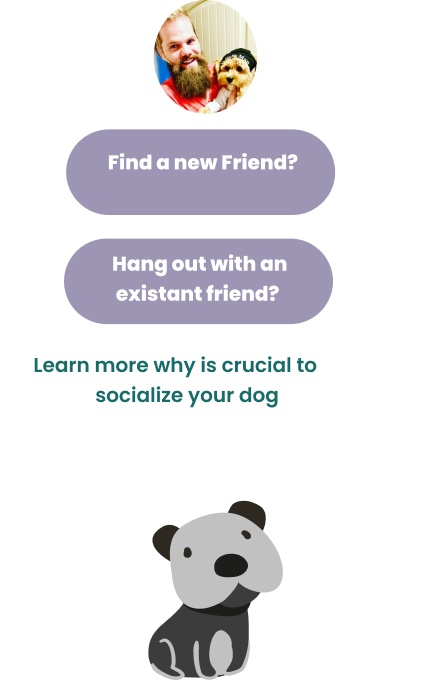 Find a new Friend?
Hang out with an
existant friend?
Learn more why is crucial to
socialize your dog